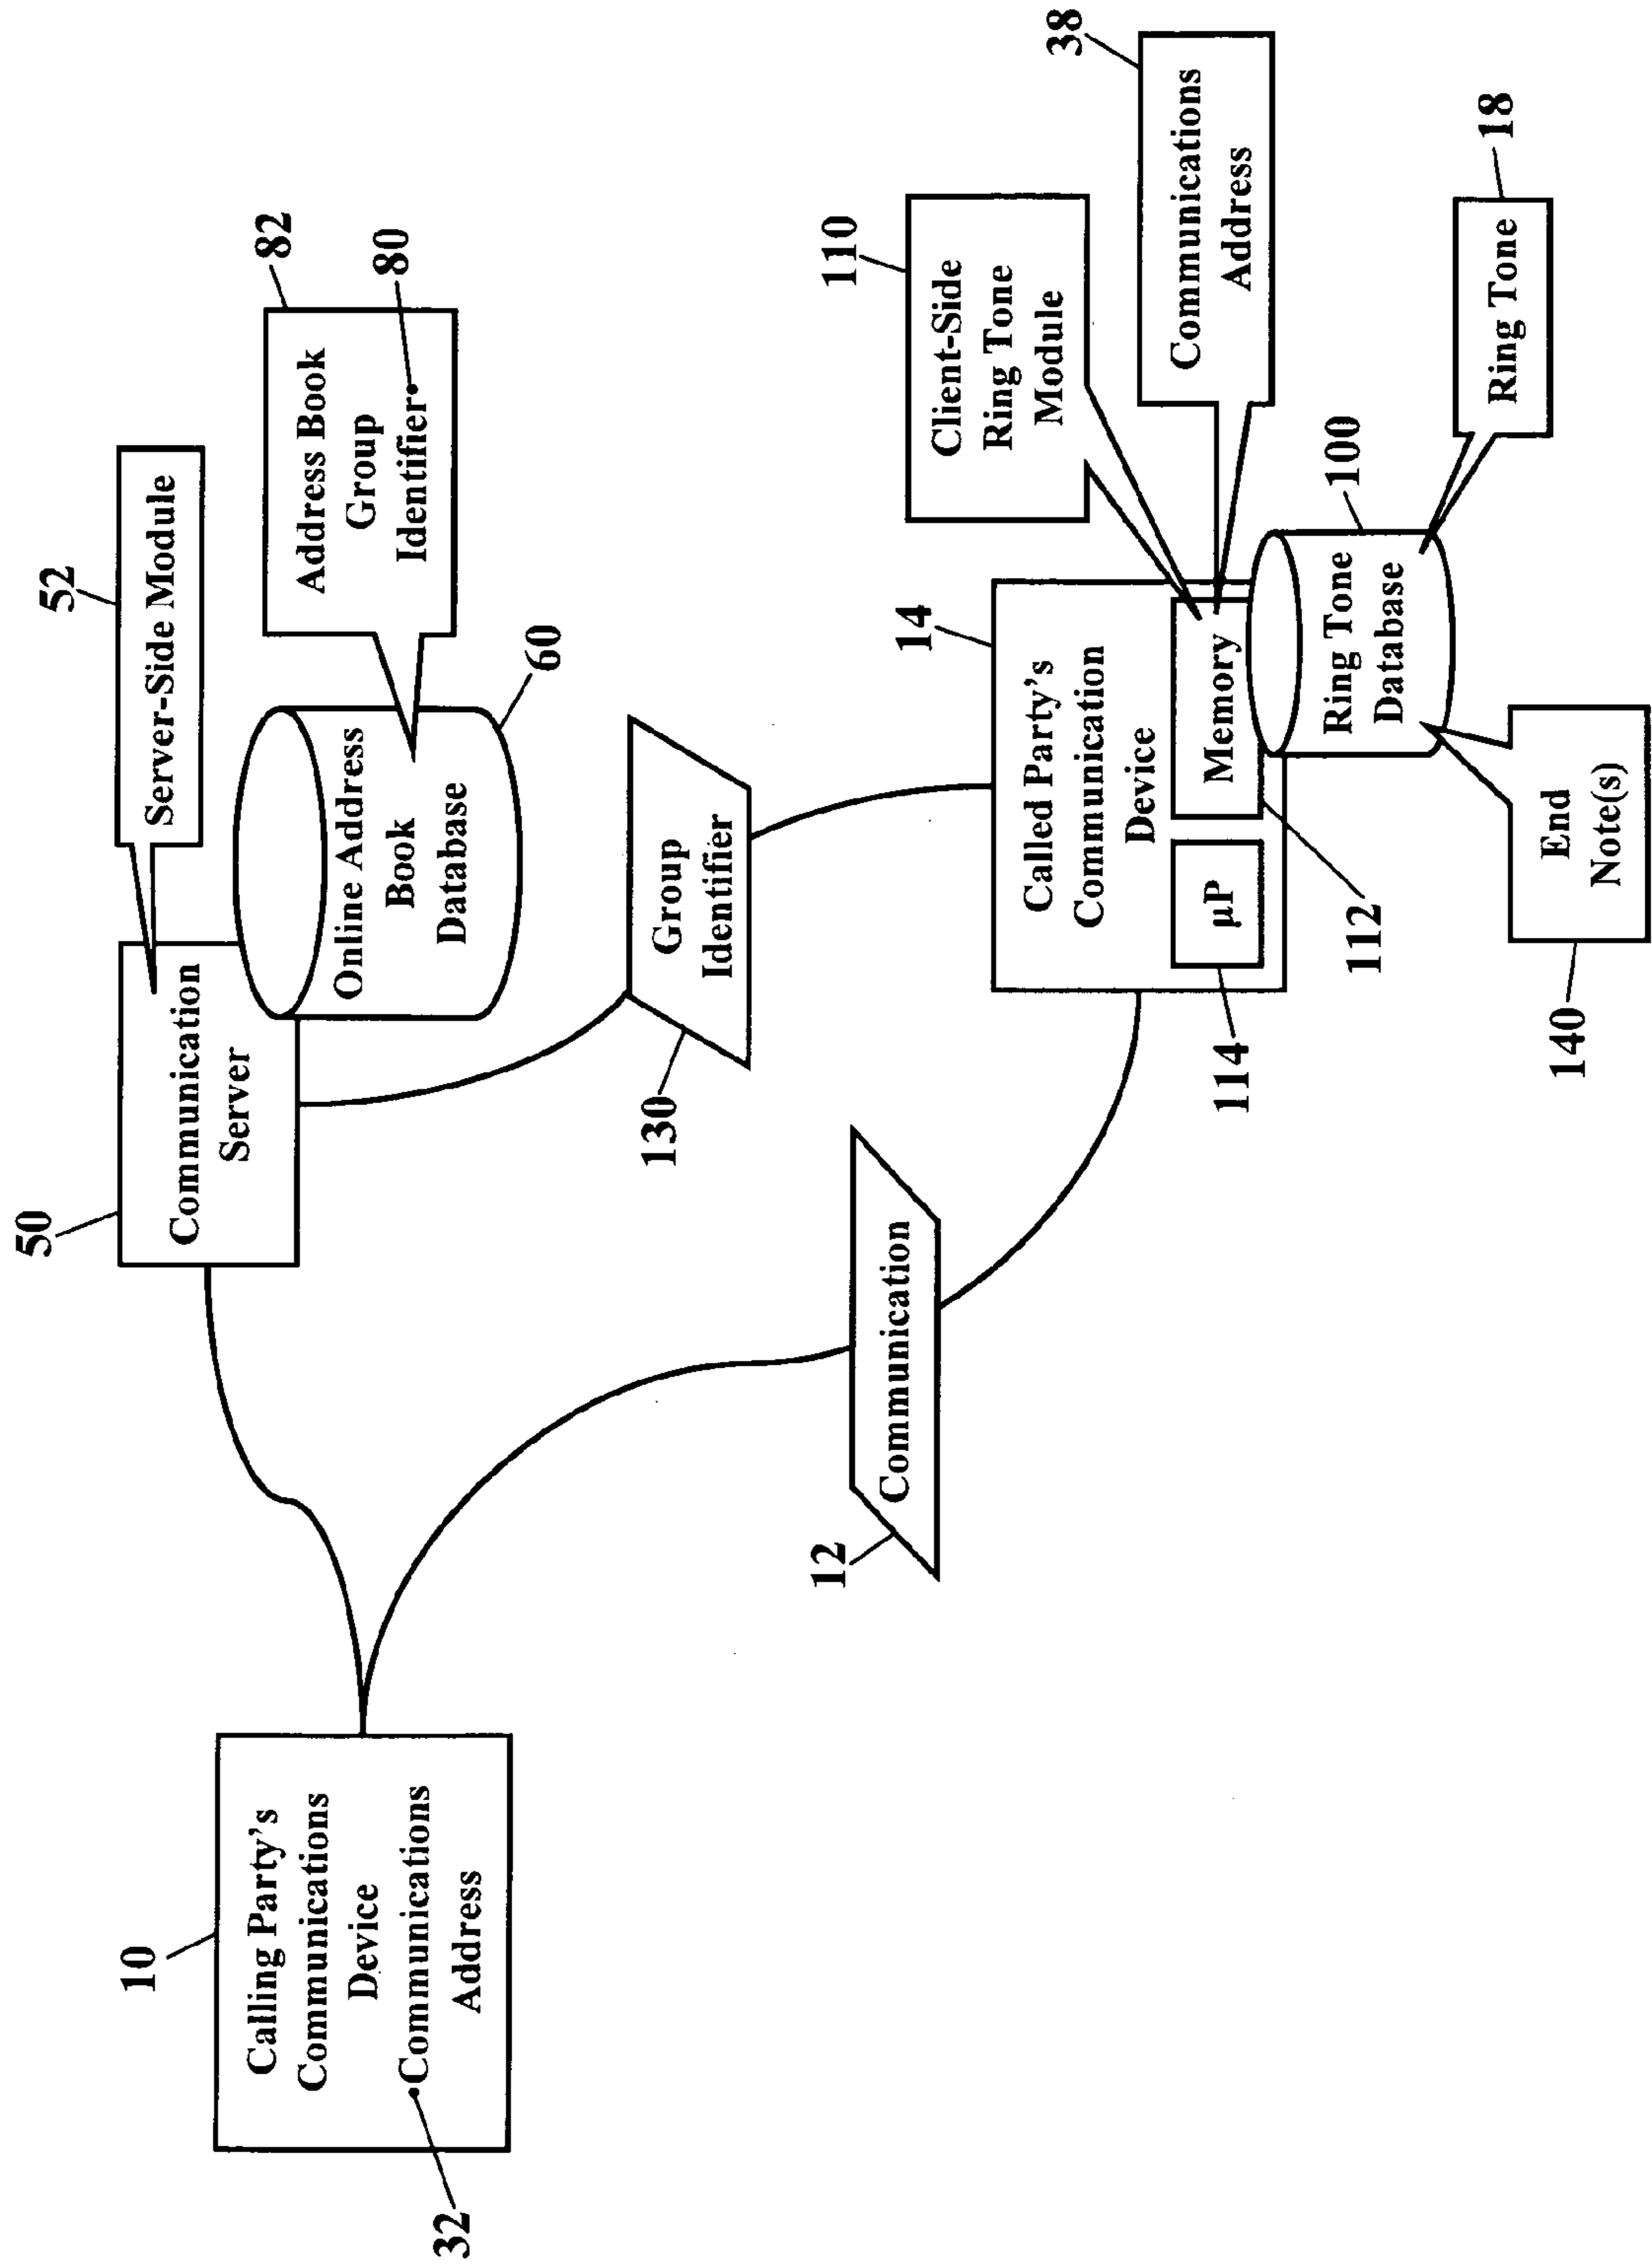 10
Calling Party's
Communications
Device
Communications
Address
32
50
Communication
Server
52
Server-Side Module
Online Address
Book
Database
60
82
Address Book
Group
Identifier
80
130
Group
Identifier
12
Communication
14
Called Party's
Communication
Device
µP
Memory
114
112
110
Client-Side
Ring Tone
Module
38
Communications
Address
100
Ring Tone
Database
18
Ring Tone
140
End
Note(s)